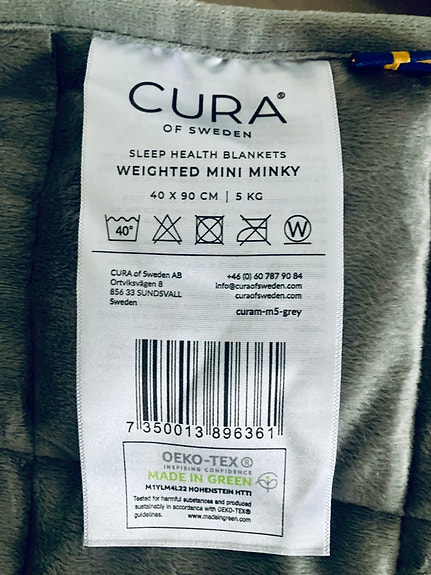 CURA®
OF SWEDEN
SLEEP HEALTH BLANKETS
WEIGHTED MINI MINKY
40 X 90 CM | 5 KG
40°
W
CURA of Sweden AB
Ortviksvägen 8
856 33 SUNDSVALL
Sweden
+46 (0) 60 787 90 84
info@curaofsweden.com
curaofsweden.com
curam-m5-grey
7 350013 896361
OEKO-TEX®
INSPIRING CONFIDENCE
MADE IN GREEN
M1YLM4L22 HOHENSTEIN HTTI
Tested for harmful substances and produced
sustainably in accordance with OEKO-TEX®
guidelines. www.madeingreen.com